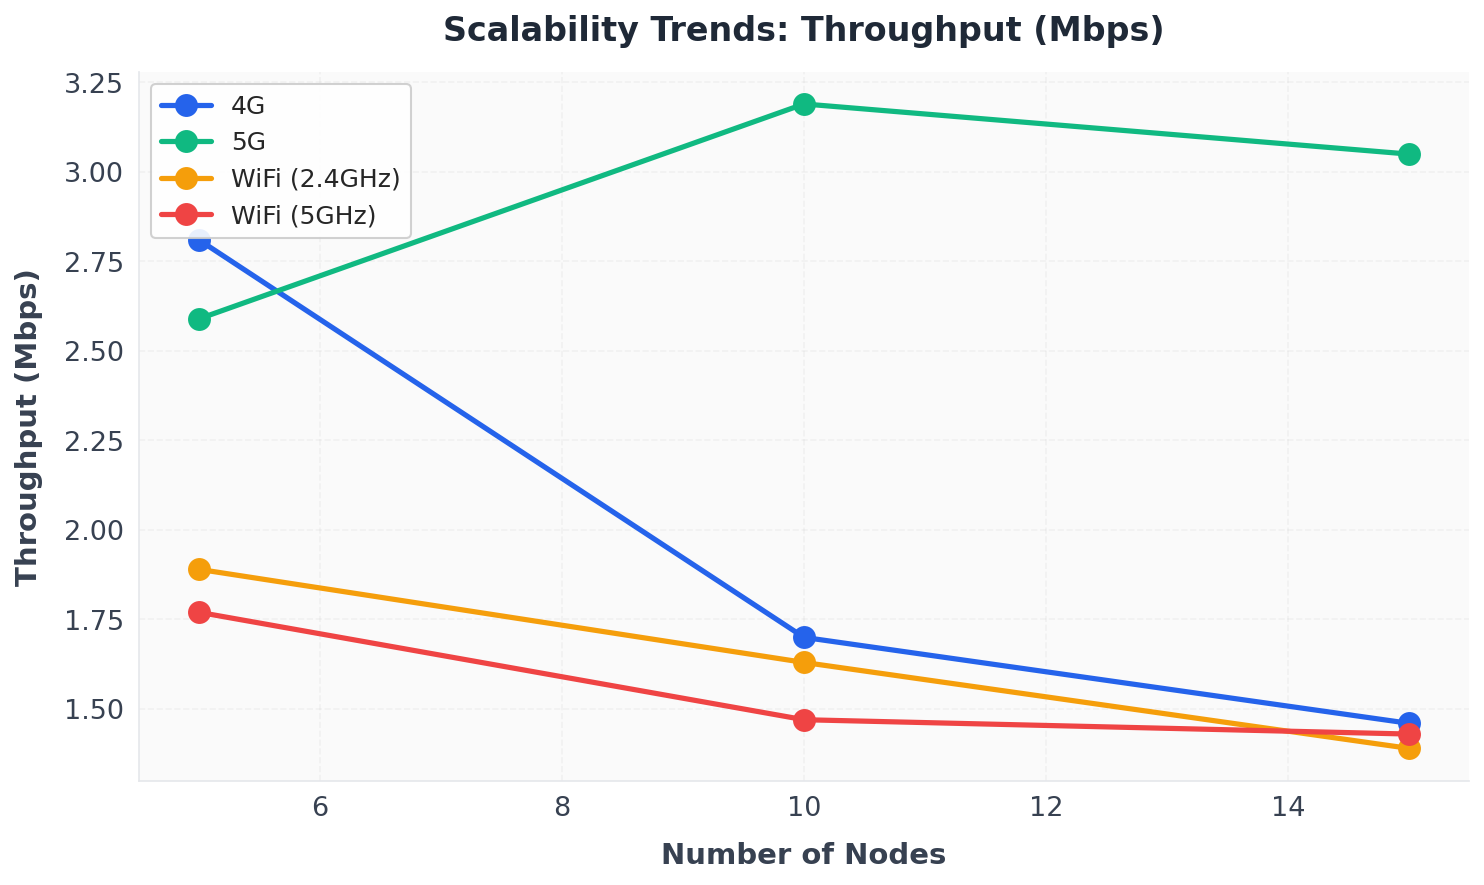 Scalability Trends: Throughput (Mbps)
4G
5G
WiFi (2.4GHz)
WiFi (5GHz)
Throughput (Mbps)
3.25
3.00
2.75
2.50
2.25
2.00
1.75
1.50
6 8 10 12 14
Number of Nodes